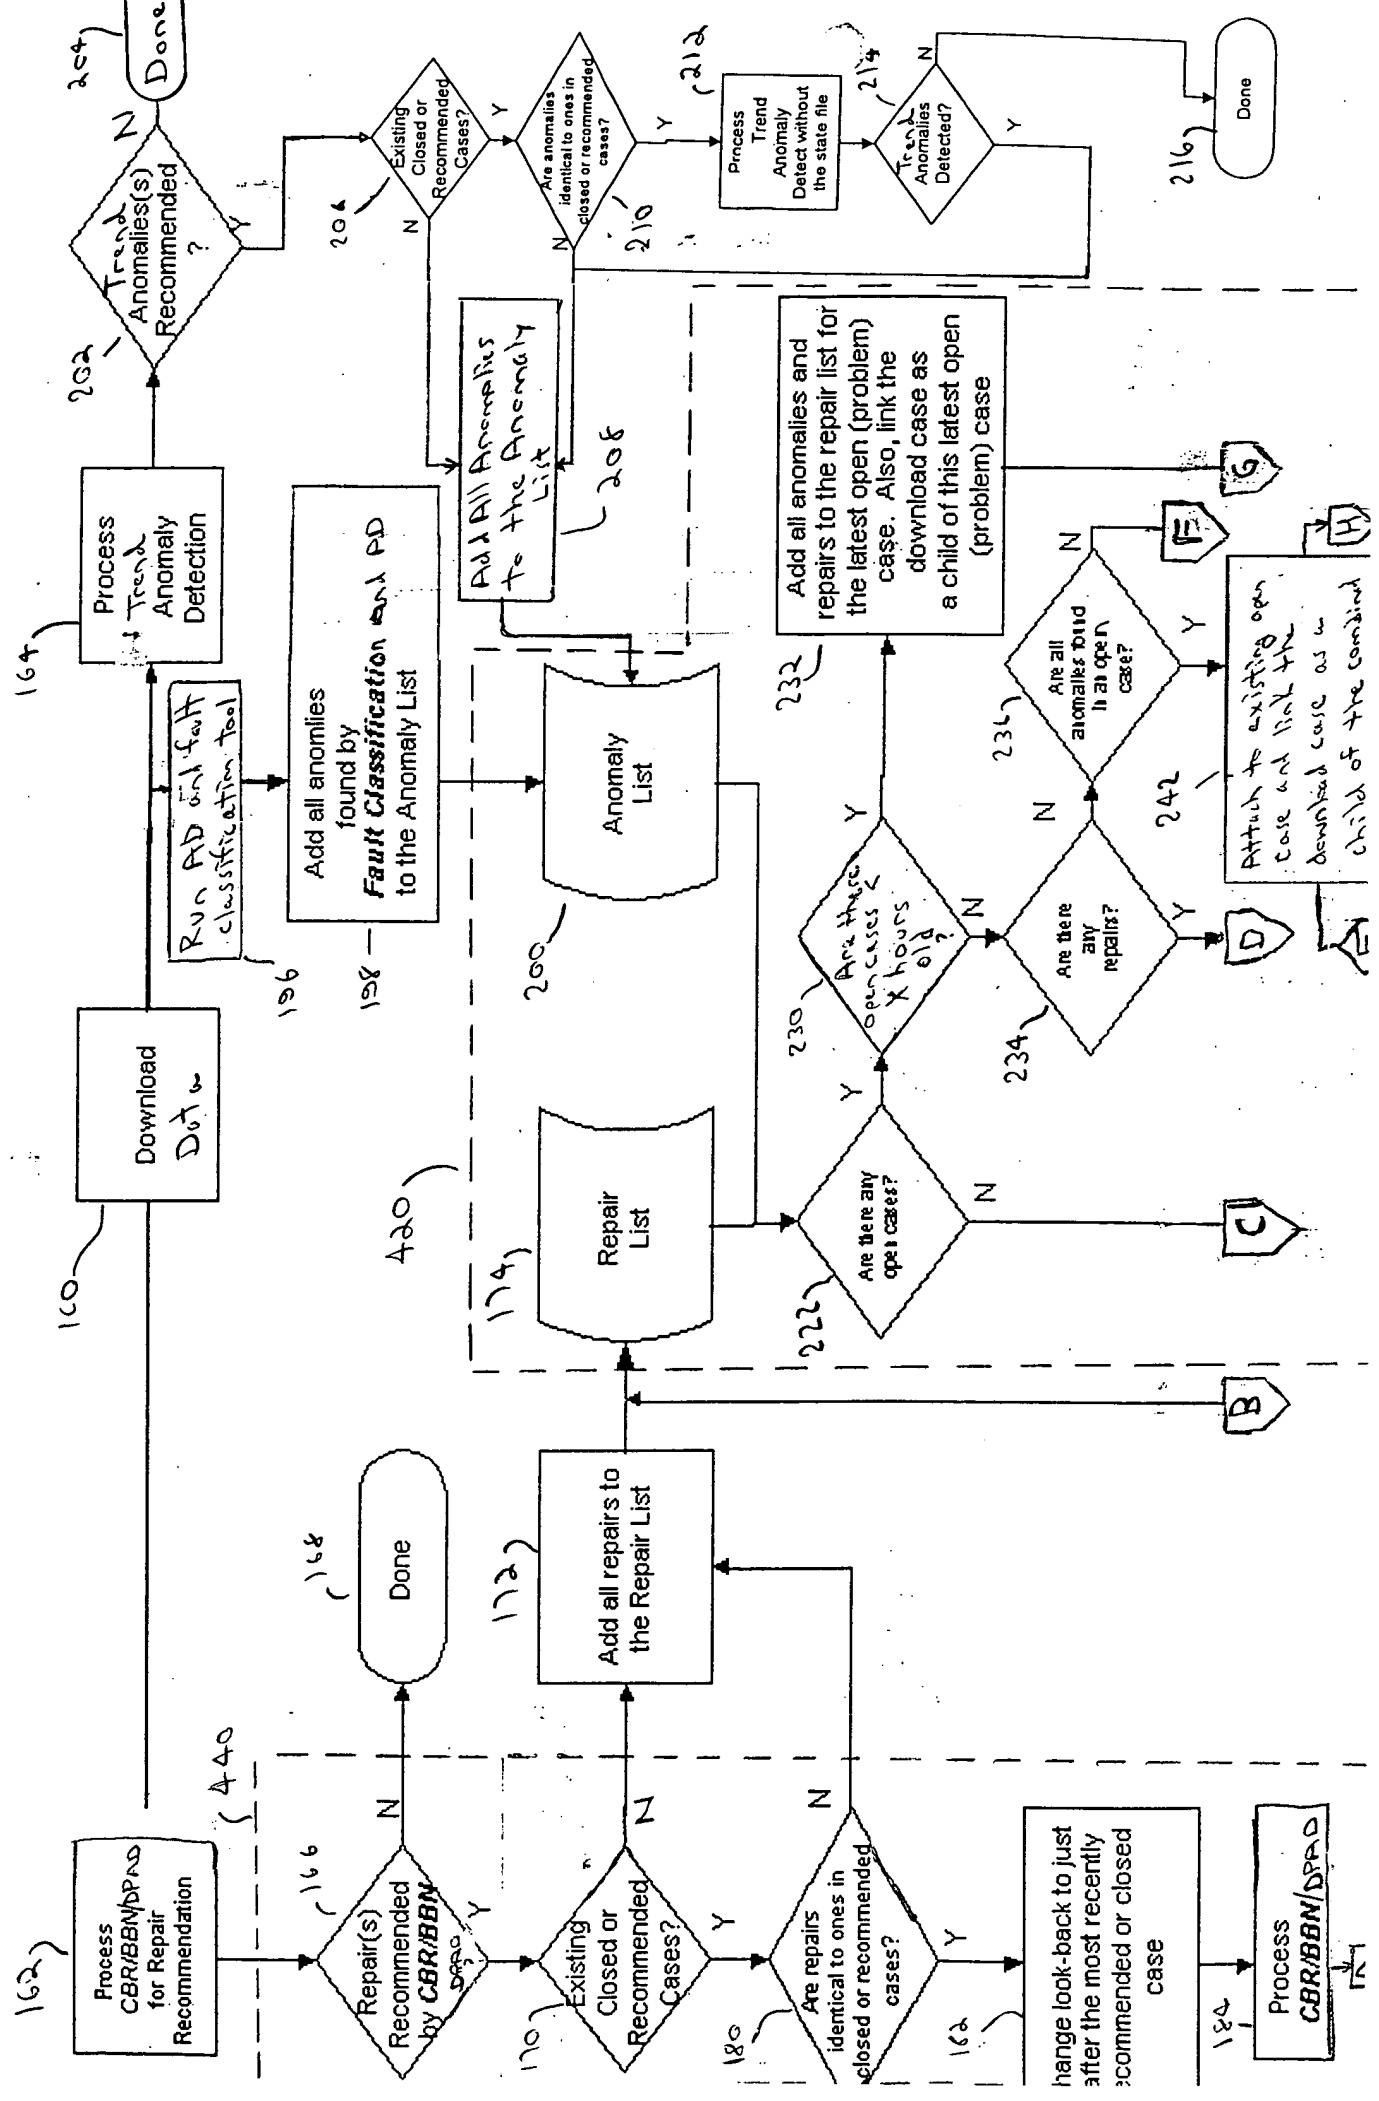 162
Process
CBR/BBN/DPAD
for Repair
Recommendation
440
166
Repair(s)
Recommended
by CBR/BBN
DPAD
?
N
Y
168
Done
170
Existing
Closed or
Recommended
Cases?
N
Y
172
Add all repairs to
the Repair List
180
Are repairs
identical to ones in
closed or recommended
cases?
N
Y
182
hange look-back to just
after the most recently
ecommended or closed
case
184
Process
CBR/BBN/DPAD
B
160
Download
Data
164
Process
Trend
Anomaly
Detection
196
Run AD and fault
classification tool
198
Add all anomlies
found by
Fault Classification and PD
to the Anomaly List
200
Anomaly
List
420
174
Repair
List
222
Are there any
open cases?
Y
N
C
230
Are there
open cases <
X hours
old
?
Y
N
232
Add all anomalies and
repairs to the repair list for
the latest open (problem)
case. Also, link the
download case as
a child of this latest open
(problem) case
G
234
Are there
any
repairs?
N
Y
D
236
Are all
anomalies found
in an open
case?
N
Y
F
242
Attach to existing open
case and link the
download case as a
child of the combind
H
202
Trend
Anomalies(s)
Recommended
?
N
Y
204
Done
206
Existing
Closed or
Recommended
Cases?
N
Y
208
Add All Anomalies
to the Anomaly
List
210
Are anomalies
identical to ones in
closed or recommended
cases?
N
Y
212
Process
Trend
Anomaly
Detect without
the state file
214
Trend
Anomalies
Detected?
N
Y
216
Done